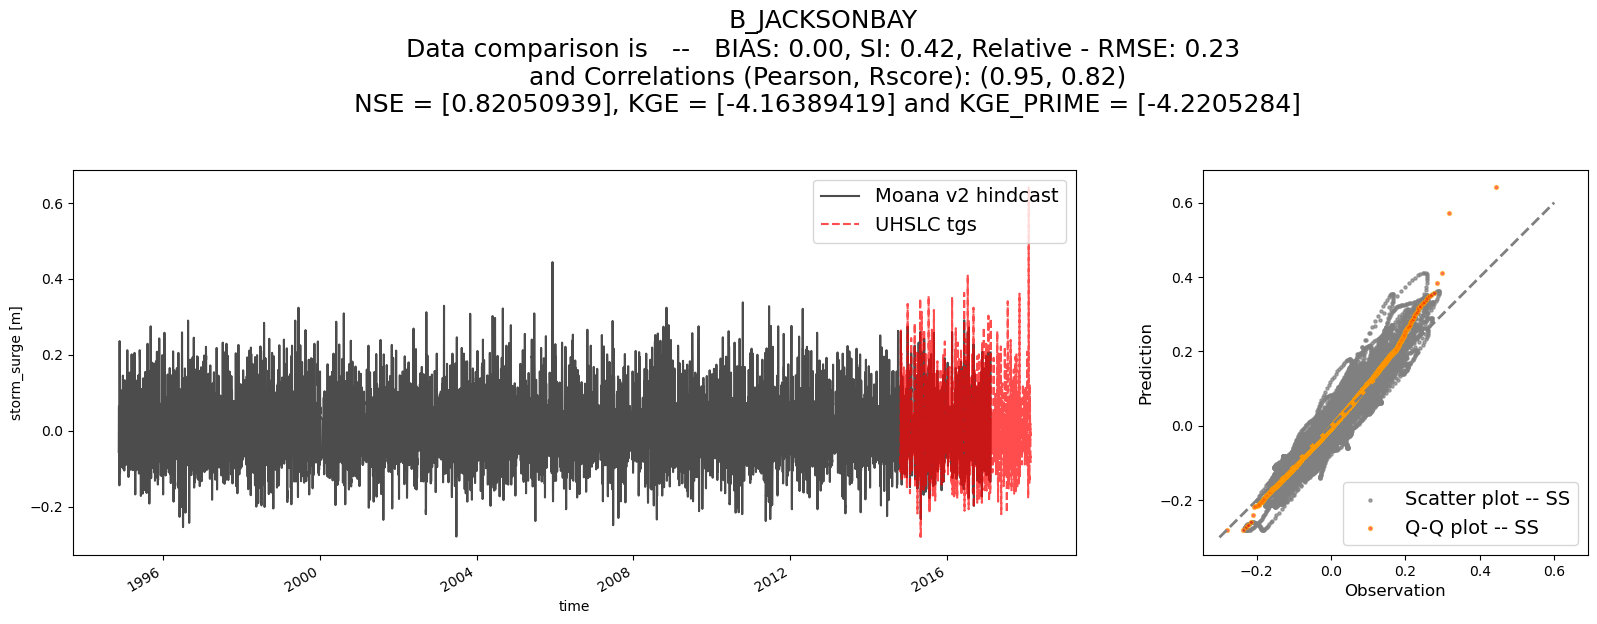 B_JACKSONBAY
Data comparison is -- BIAS: 0.00, SI: 0.42, Relative - RMSE: 0.23
and Correlations (Pearson, Rscore): (0.95, 0.82)
NSE = [0.82050939], KGE = [-4.16389419] and KGE_PRIME = [-4.2205284]
storm_surge [m]
0.6
0.4
0.2
0.0
−0.2
1996
2000
2004
2008
2012
2016
time
Moana v2 hindcast
UHSLC tgs
Prediction
0.6
0.4
0.2
0.0
−0.2
−0.2
0.0
0.2
0.4
0.6
Observation
Scatter plot -- SS
Q-Q plot -- SS